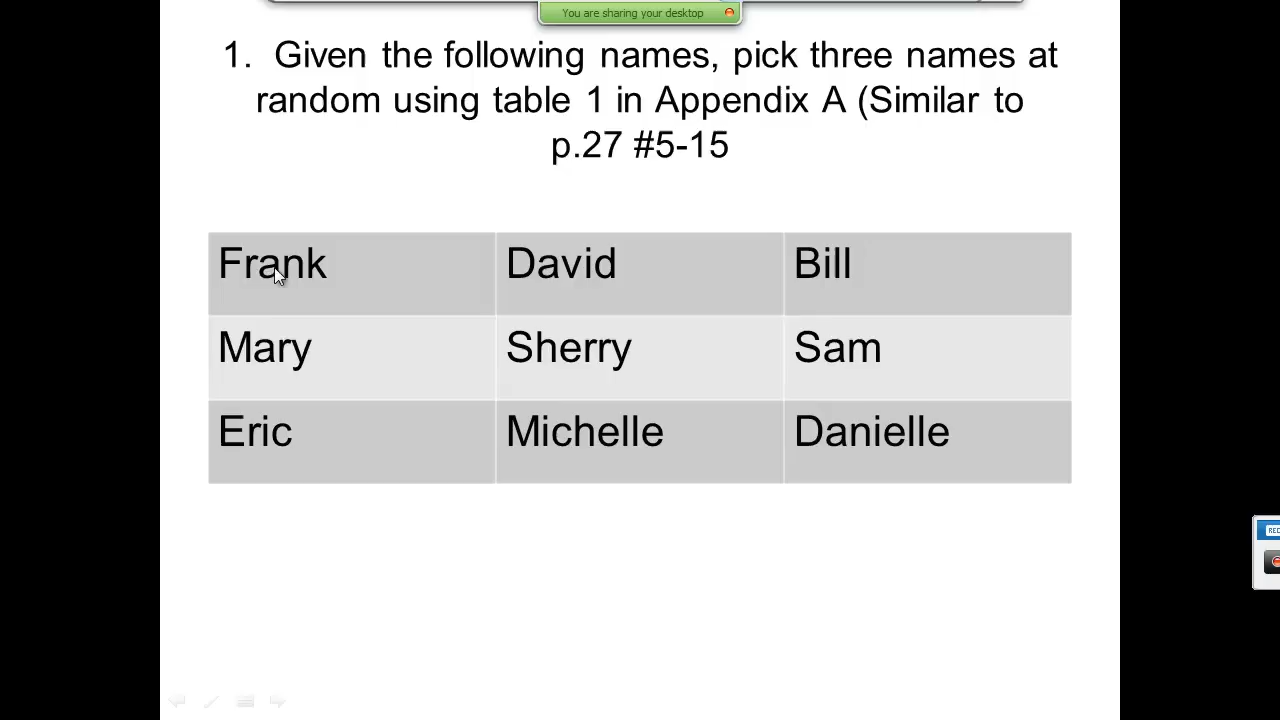 You are sharing your desktop
1. Given the following names, pick three names at
random using table 1 in Appendix A (Similar to
p.27 #5-15
Frank David Bill
Mary Sherry Sam
Eric Michelle Danielle
REC